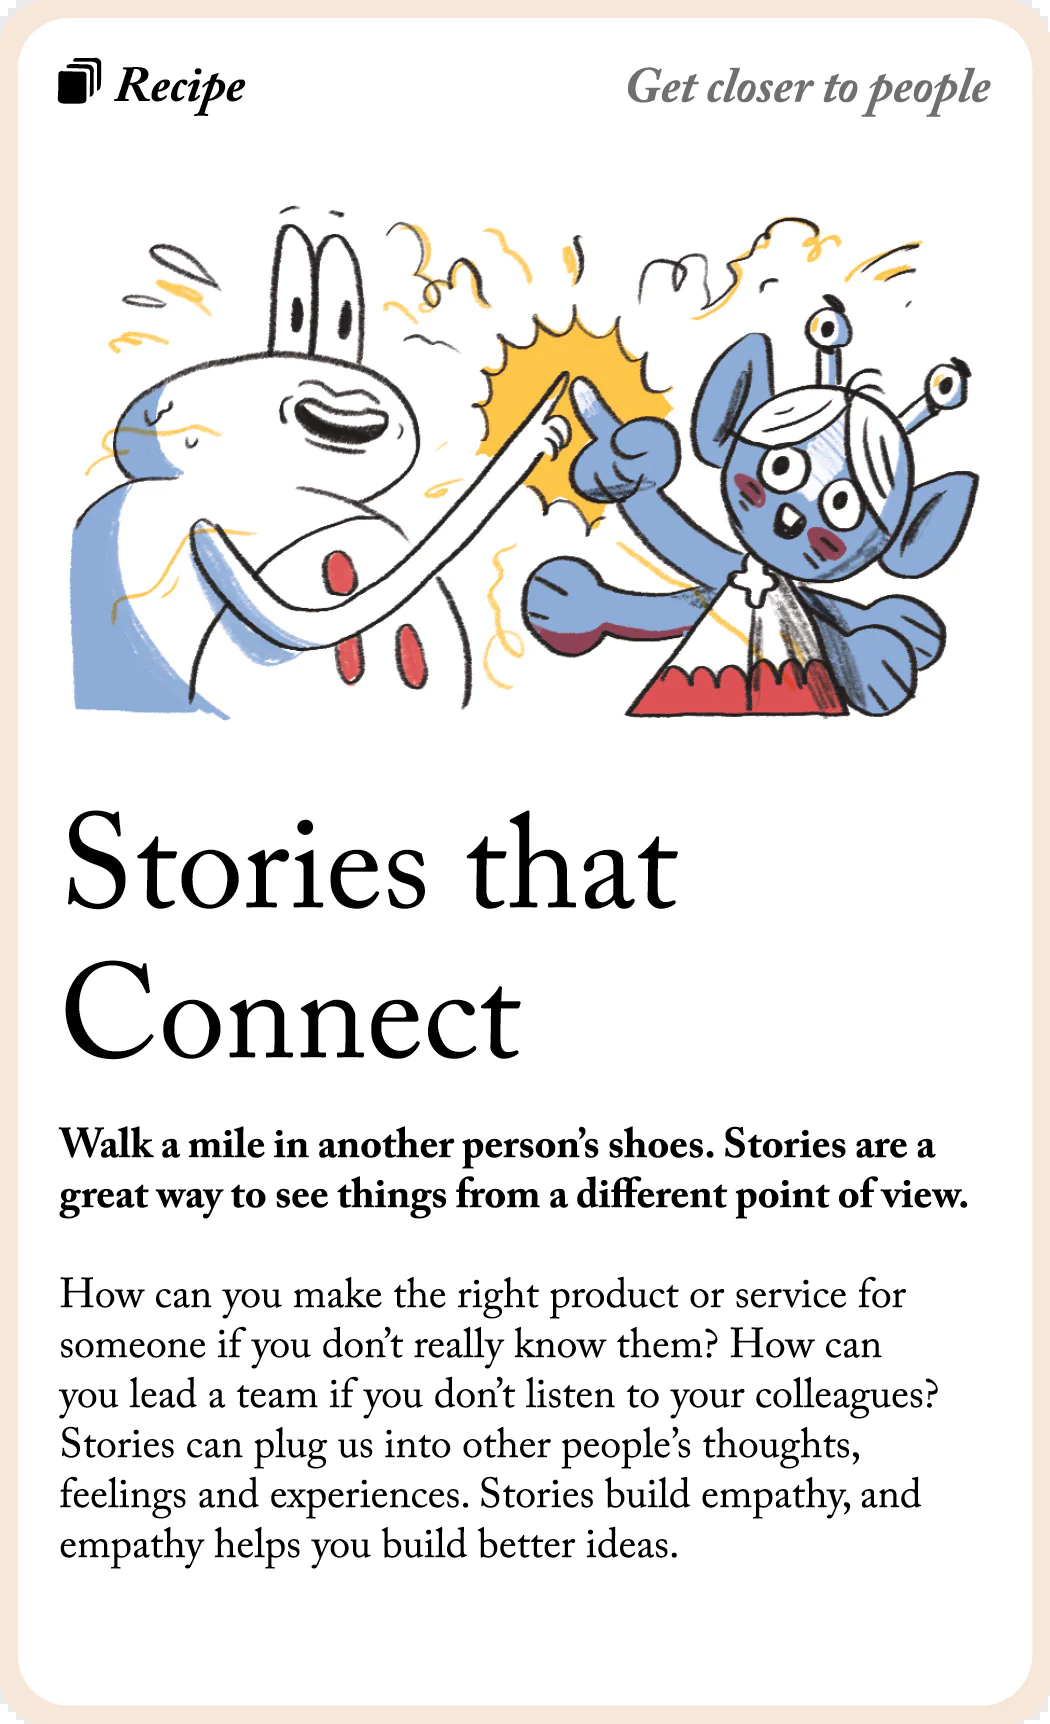 Recipe
Get closer to people
Stories that
Connect
Walk a mile in another person’s shoes. Stories are a
great way to see things from a different point of view.
How can you make the right product or service for
someone if you don’t really know them? How can
you lead a team if you don’t listen to your colleagues?
Stories can plug us into other people’s thoughts,
feelings and experiences. Stories build empathy, and
empathy helps you build better ideas.